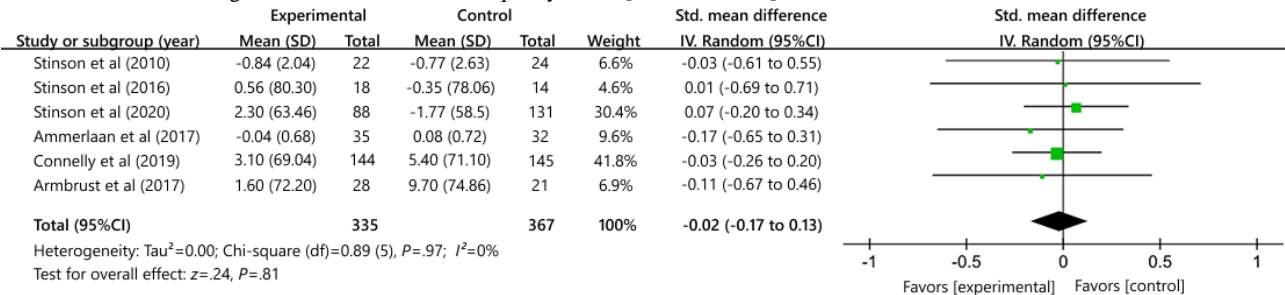 Experimental Control Std. mean difference Std. mean difference
Study or subgroup (year) Mean (SD) Total Mean (SD) Total Weight IV. Random (95%CI) IV. Random (95%CI)
Stinson et al (2010) -0.84 (2.04) 22 -0.77 (2.63) 24 6.6% -0.03 (-0.61 to 0.55)
Stinson et al (2016) 0.56 (80.30) 18 -0.35 (78.06) 14 4.6% 0.01 (-0.69 to 0.71)
Stinson et al (2020) 2.30 (63.46) 88 -1.77 (58.5) 131 30.4% 0.07 (-0.20 to 0.34)
Ammerlaan et al (2017) -0.04 (0.68) 35 0.08 (0.72) 32 9.6% -0.17 (-0.65 to 0.31)
Connelly et al (2019) 3.10 (69.04) 144 5.40 (71.10) 145 41.8% -0.03 (-0.26 to 0.20)
Armbrust et al (2017) 1.60 (72.20) 28 9.70 (74.86) 21 6.9% -0.11 (-0.67 to 0.46)
Total (95%CI) 335 367 100% -0.02 (-0.17 to 0.13)
Heterogeneity: Tau²=0.00; Chi-square (df)=0.89 (5), P=.97; I²=0%
Test for overall effect: z=.24, P=.81
-1 -0.5 0 0.5 1
Favors [experimental] Favors [control]